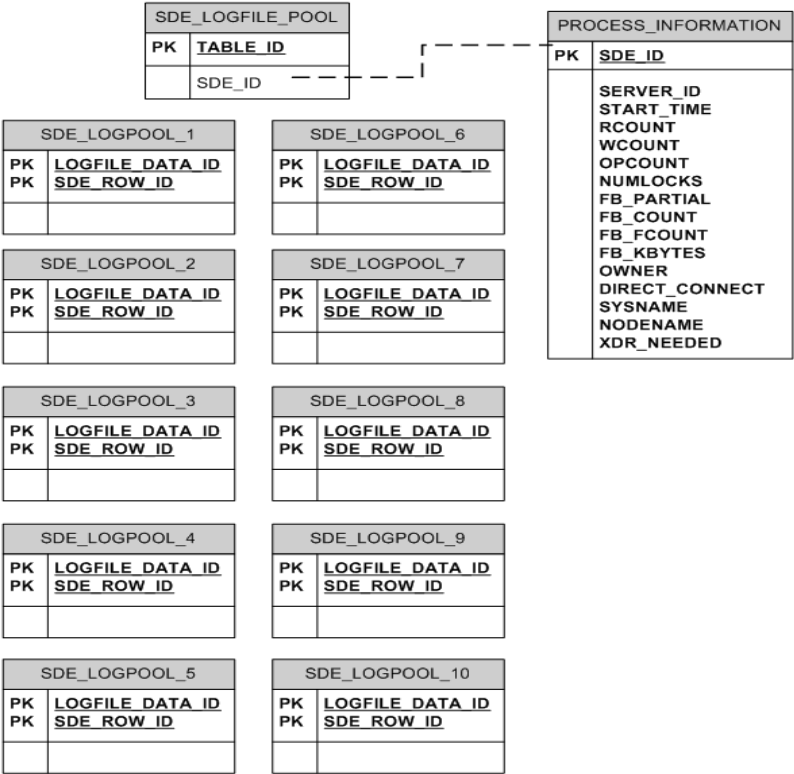 SDE_LOGFILE_POOL
PK TABLE_ID
SDE_ID
PROCESS_INFORMATION
PK SDE_ID
SERVER_ID
START_TIME
RCOUNT
WCOUNT
OPCOUNT
NUMLOCKS
FB_PARTIAL
FB_COUNT
FB_FCOUNT
FB_KBYTES
OWNER
DIRECT_CONNECT
SYSNAME
NODENAME
XDR_NEEDED
SDE_LOGPOOL_1
PK LOGFILE_DATA_ID
PK SDE_ROW_ID
SDE_LOGPOOL_6
PK LOGFILE_DATA_ID
PK SDE_ROW_ID
SDE_LOGPOOL_2
PK LOGFILE_DATA_ID
PK SDE_ROW_ID
SDE_LOGPOOL_7
PK LOGFILE_DATA_ID
PK SDE_ROW_ID
SDE_LOGPOOL_3
PK LOGFILE_DATA_ID
PK SDE_ROW_ID
SDE_LOGPOOL_8
PK LOGFILE_DATA_ID
PK SDE_ROW_ID
SDE_LOGPOOL_4
PK LOGFILE_DATA_ID
PK SDE_ROW_ID
SDE_LOGPOOL_9
PK LOGFILE_DATA_ID
PK SDE_ROW_ID
SDE_LOGPOOL_5
PK LOGFILE_DATA_ID
PK SDE_ROW_ID
SDE_LOGPOOL_10
PK LOGFILE_DATA_ID
PK SDE_ROW_ID